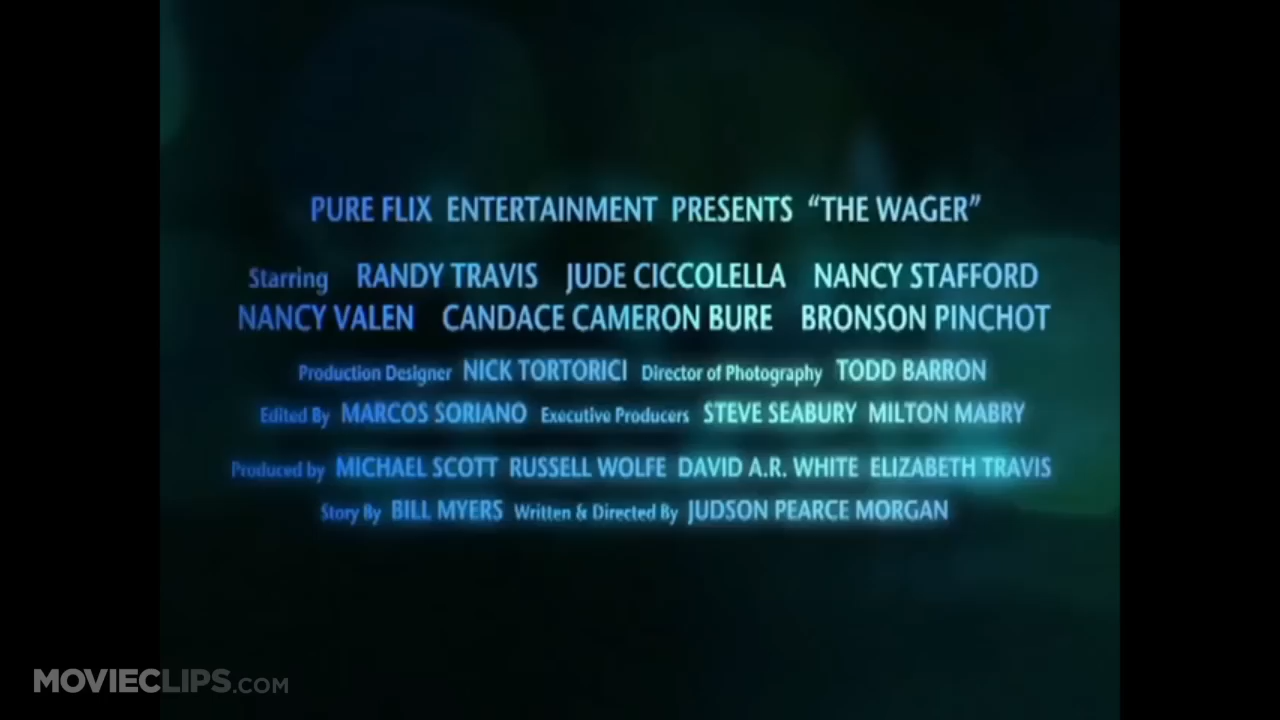 PURE FLIX ENTERTAINMENT PRESENTS “THE WAGER”
Starring RANDY TRAVIS JUDE CICCOLELLA NANCY STAFFORD
NANCY VALEN CANDACE CAMERON BURE BRONSON PINCHOT
Production Designer NICK TORTORICI Director of Photography TODD BARRON
Edited By MARCOS SORIANO Executive Producers STEVE SEABURY MILTON MABRY
Produced by MICHAEL SCOTT RUSSELL WOLFE DAVID A.R. WHITE ELIZABETH TRAVIS
Story By BILL MYERS Written & Directed By JUDSON PEARCE MORGAN
MOVIECLIPS.COM